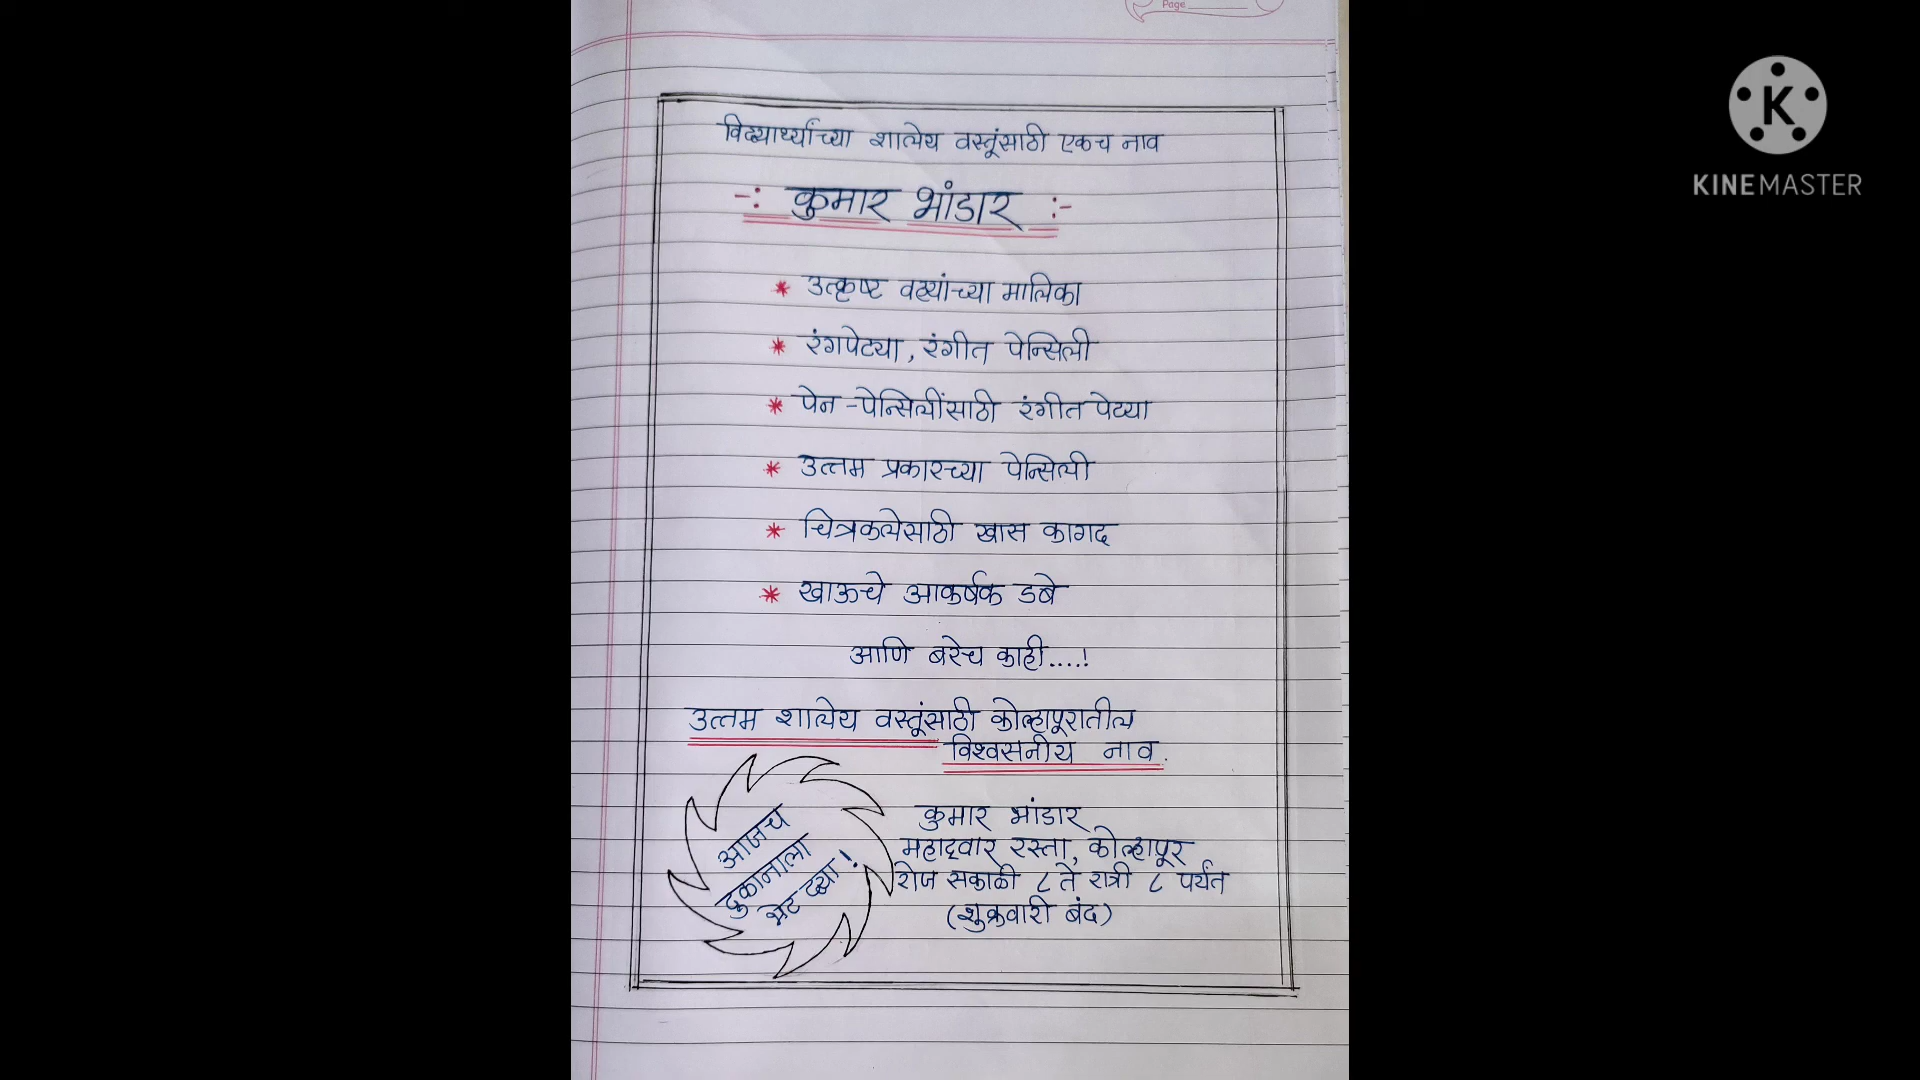 Page
KINEMASTER
विद्यार्थ्यांच्या शालेय वस्तूंसाठी एकच नाव
-: कुमार भांडार :-
* उत्कृष्ट वह्यांच्या मालिका
* रंगपेट्या, रंगीत पेन्सिली
* पेन-पेन्सिलींसाठी रंगीत पेट्या
* उत्तम प्रकारच्या पेन्सिली
* चित्रकलेसाठी खास कागद
* खाऊचे आकर्षक डबे
आणि बरेच काही....!
उत्तम शालेय वस्तूंसाठी कोल्हापूरातील
विश्वसनीय नाव.
आजच
दुकानाला
भेट द्या!
कुमार भांडार
महाद्वार रस्ता, कोल्हापूर
रोज सकाळी ८ ते रात्री ८ पर्यंत
(शुक्रवारी बंद)